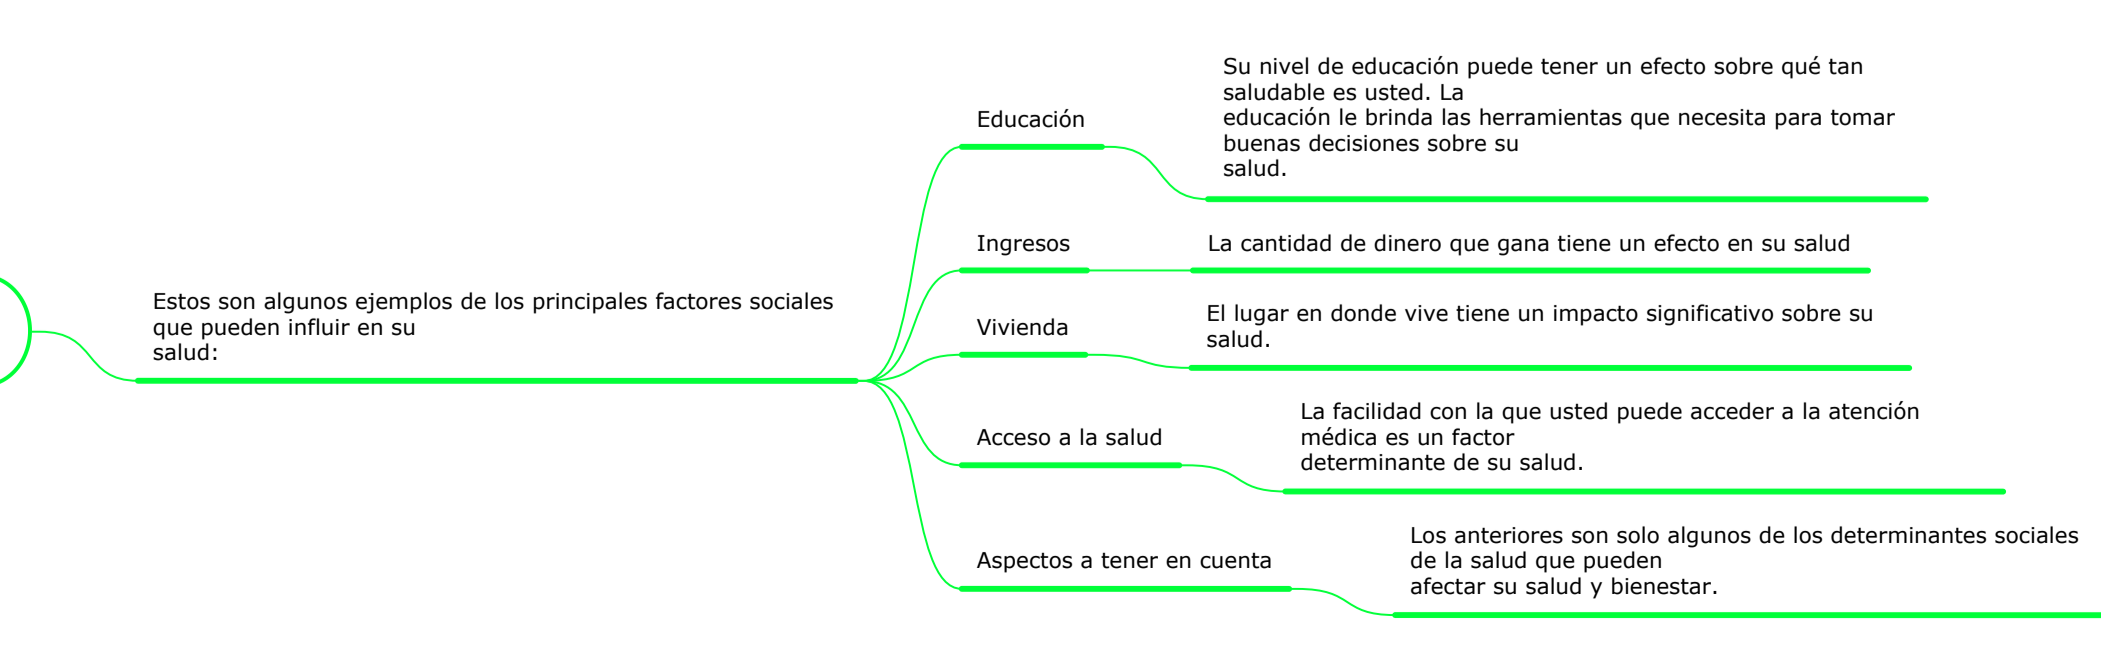 Estos son algunos ejemplos de los principales factores sociales
que pueden influir en su
salud:
Educación
Su nivel de educación puede tener un efecto sobre qué tan
saludable es usted. La
educación le brinda las herramientas que necesita para tomar
buenas decisiones sobre su
salud.
Ingresos
La cantidad de dinero que gana tiene un efecto en su salud
Vivienda
El lugar en donde vive tiene un impacto significativo sobre su
salud.
Acceso a la salud
La facilidad con la que usted puede acceder a la atención
médica es un factor
determinante de su salud.
Aspectos a tener en cuenta
Los anteriores son solo algunos de los determinantes sociales
de la salud que pueden
afectar su salud y bienestar.